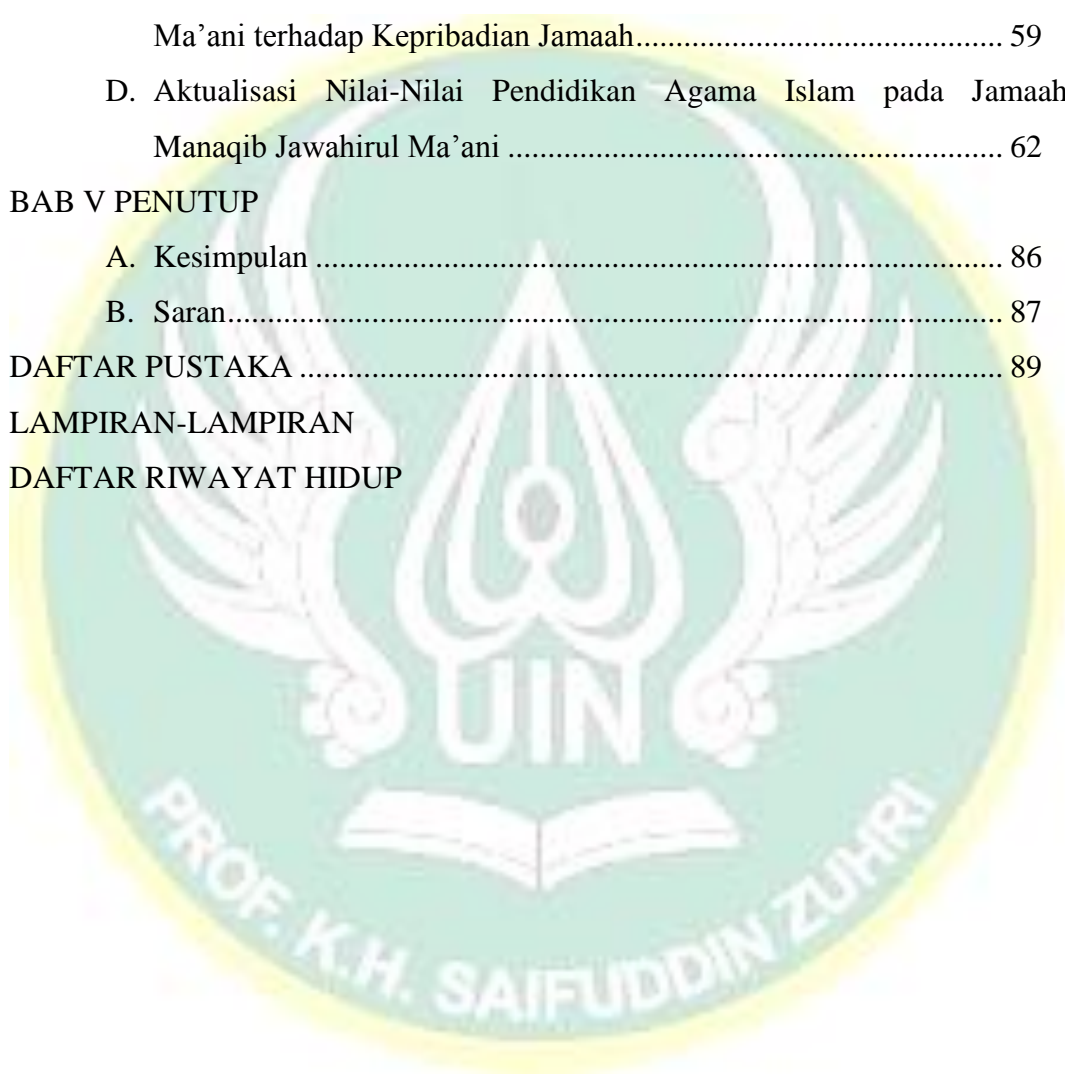 Ma’ani terhadap Kepribadian Jamaah.............................................. 59
D. Aktualisasi Nilai-Nilai Pendidikan Agama Islam pada Jamaah
Manaqib Jawahirul Ma’ani .............................................................. 62
BAB V PENUTUP
A. Kesimpulan ...................................................................................... 86
B. Saran................................................................................................. 87
DAFTAR PUSTAKA ........................................................................................ 89
LAMPIRAN-LAMPIRAN
DAFTAR RIWAYAT HIDUP
UIN
PROF. K.H. SAIFUDDIN ZUHRI